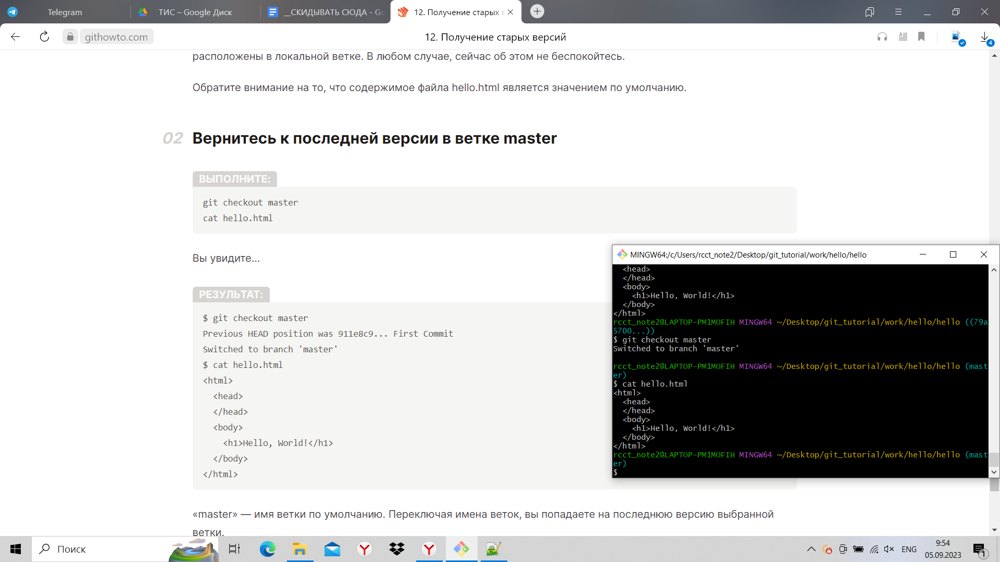 Telegram
ТИС – Google Диск
__СКИДЫВАТЬ СЮДА - Go
12. Получение старых в
githowto.com
12. Получение старых версий
4
расположены в локальной ветке. В любом случае, сейчас об этом не беспокойтесь.
Обратите внимание на то, что содержимое файла hello.html является значением по умолчанию.
02 Вернитесь к последней версии в ветке master
ВЫПОЛНИТЕ:
git checkout master
cat hello.html
Вы увидите...
РЕЗУЛЬТАТ:
$ git checkout master
Previous HEAD position was 911e8c9... First Commit
Switched to branch 'master'
$ cat hello.html
<html>
  <head>
  </head>
  <body>
    <h1>Hello, World!</h1>
  </body>
</html>
«master» — имя ветки по умолчанию. Переключая имена веток, вы попадаете на последнюю версию выбранной
ветки.
MINGW64:/c/Users/rcct_note2/Desktop/git_tutorial/work/hello/hello
  <head>
  </head>
  <body>
    <h1>Hello, World!</h1>
  </body>
</html>
rcct_note2@LAPTOP-PM1MOFIH MINGW64 ~/Desktop/git_tutorial/work/hello/hello ((79a
5700...))
$ git checkout master
Switched to branch 'master'
rcct_note2@LAPTOP-PM1MOFIH MINGW64 ~/Desktop/git_tutorial/work/hello/hello (mast
er)
$ cat hello.html
<html>
  <head>
  </head>
  <body>
    <h1>Hello, World!</h1>
  </body>
</html>
rcct_note2@LAPTOP-PM1MOFIH MINGW64 ~/Desktop/git_tutorial/work/hello/hello (mast
er)
$
Поиск
ENG
9:54
05.09.2023
1